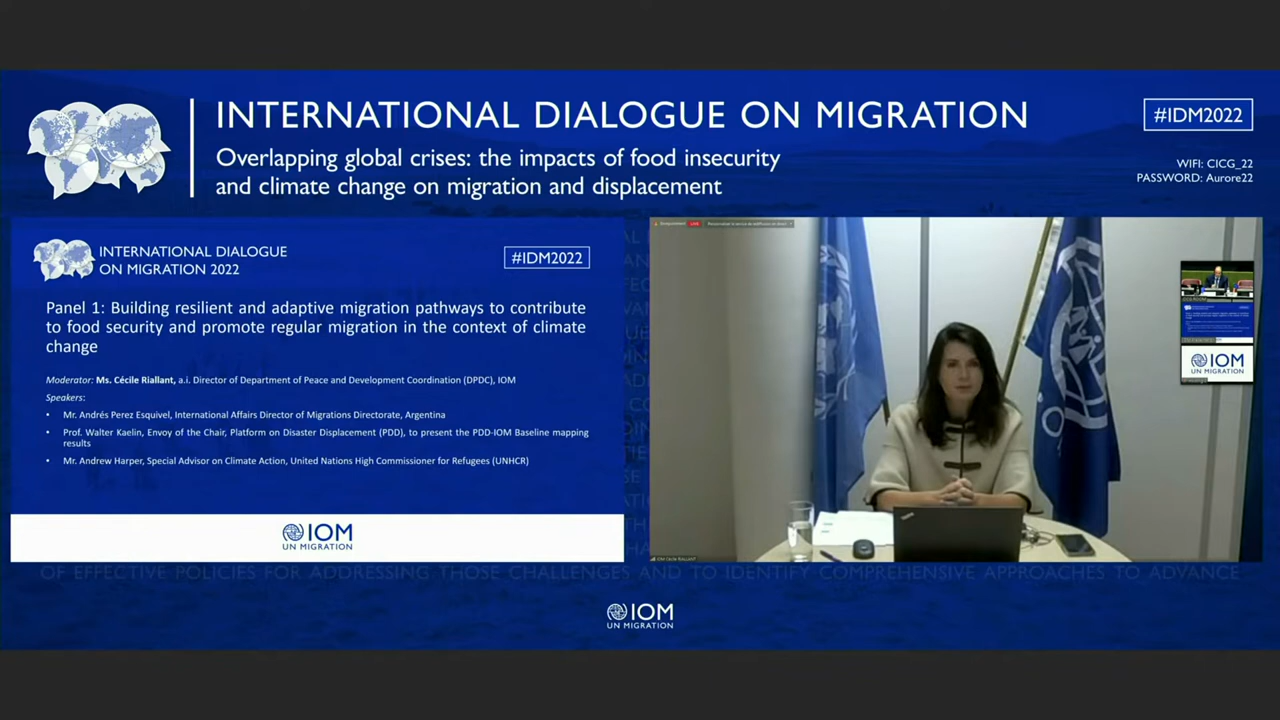 INTERNATIONAL DIALOGUE ON MIGRATION
Overlapping global crises: the impacts of food insecurity
and climate change on migration and displacement
#IDM2022
WIFI: CICG_22
PASSWORD: Aurore22
INTERNATIONAL DIALOGUE
ON MIGRATION 2022
#IDM2022
Panel 1: Building resilient and adaptive migration pathways to contribute
to food security and promote regular migration in the context of climate
change
Moderator: Ms. Cécile Riallant, a.i. Director of Department of Peace and Development Coordination (DPDC), IOM
Speakers:
• Mr. Andrés Perez Esquivel, International Affairs Director of Migrations Directorate, Argentina
• Prof. Walter Kaelin, Envoy of the Chair, Platform on Disaster Displacement (PDD), to present the PDD-IOM Baseline mapping
results
• Mr. Andrew Harper, Special Advisor on Climate Action, United Nations High Commissioner for Refugees (UNHCR)
IOM
UN MIGRATION
LIVE
IOM
UN MIGRATION
OF EFFECTIVE POLICIES FOR ADDRESSING THOSE CHALLENGES AND TO IDENTIFY COMPREHENSIVE APPROACHES TO ADVANCE
IOM
UN MIGRATION